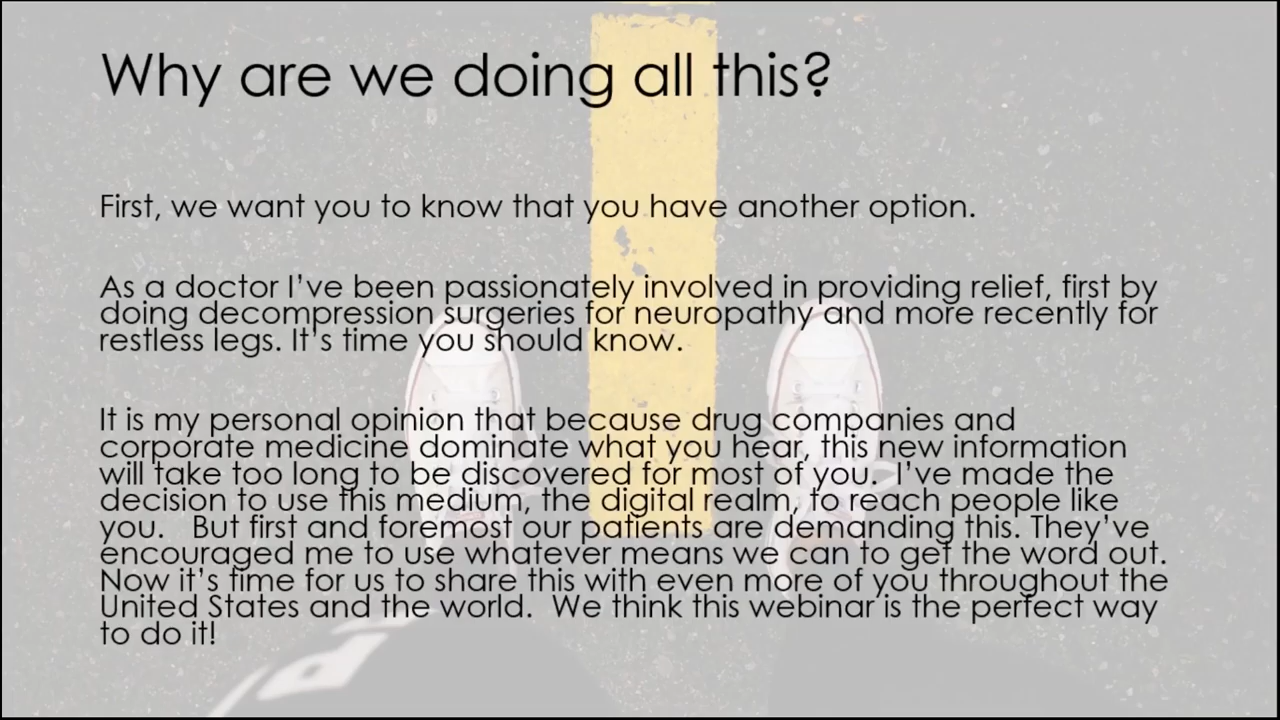 Why are we doing all this?
First, we want you to know that you have another option.
As a doctor I've been passionately involved in providing relief, first by
doing decompression surgeries for neuropathy and more recently for
restless legs. It's time you should know.
It is my personal opinion that because drug companies and
corporate medicine dominate what you hear, this new information
will take too long to be discovered for most of you.  I've made the
decision to use this medium, the digital realm, to reach people like
you.   But first and foremost our patients are demanding this. They've
encouraged me to use whatever means we can to get the word out.
Now it's time for us to share this with even more of you throughout the
United States and the world.  We think this webinar is the perfect way
to do it!